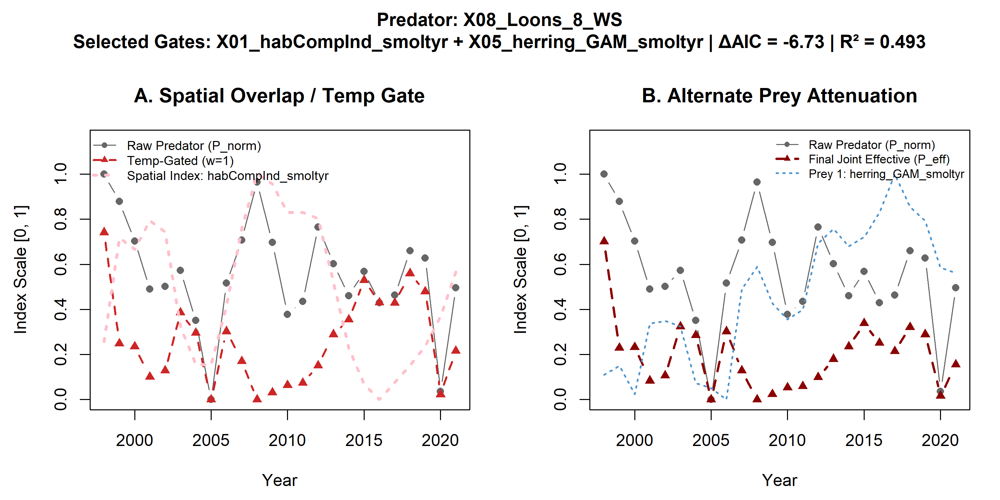 Predator: X08_Loons_8_WS
Selected Gates: X01_habCompInd_smoltyr + X05_herring_GAM_smoltyr | ΔAIC = -6.73 | R² = 0.493
A. Spatial Overlap / Temp Gate
Raw Predator (P_norm)
Temp-Gated (w=1)
Spatial Index: habCompInd_smoltyr
Index Scale [0, 1]
1.0
0.8
0.6
0.4
0.2
0.0
2000 2005 2010 2015 2020
Year
B. Alternate Prey Attenuation
Raw Predator (P_norm)
Final Joint Effective (P_eff)
Prey 1: herring_GAM_smoltyr
Index Scale [0, 1]
1.0
0.8
0.6
0.4
0.2
0.0
2000 2005 2010 2015 2020
Year